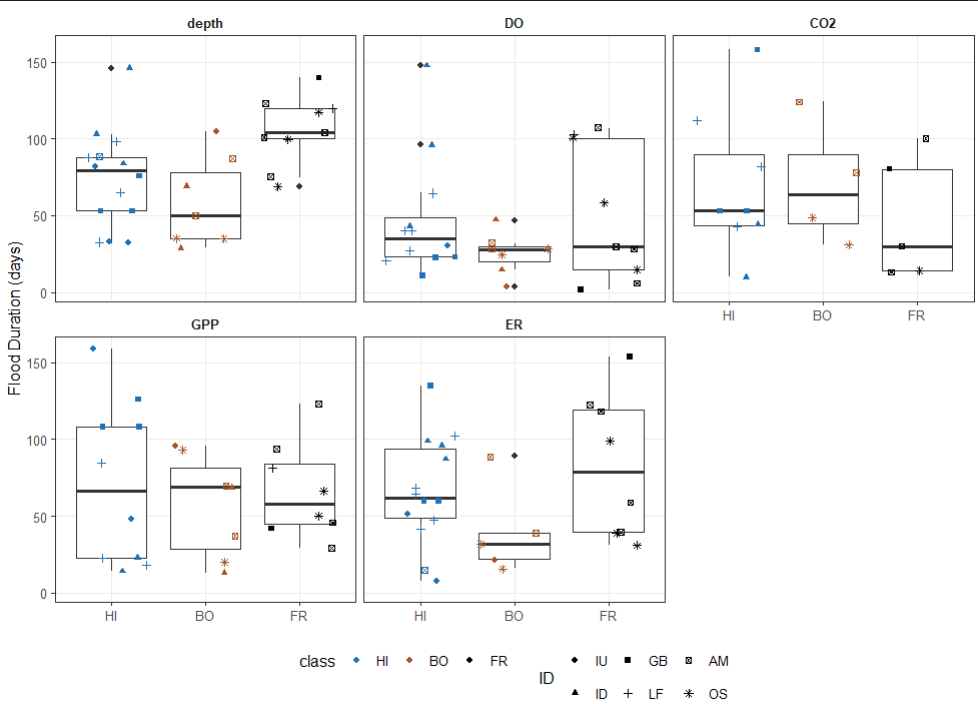 depth DO CO2
150
100
50
0
HI BO FR
GPP ER
Flood Duration (days)
150
100
50
0
HI BO FR HI BO FR
class HI BO FR
ID
IU GB AM
ID LF OS